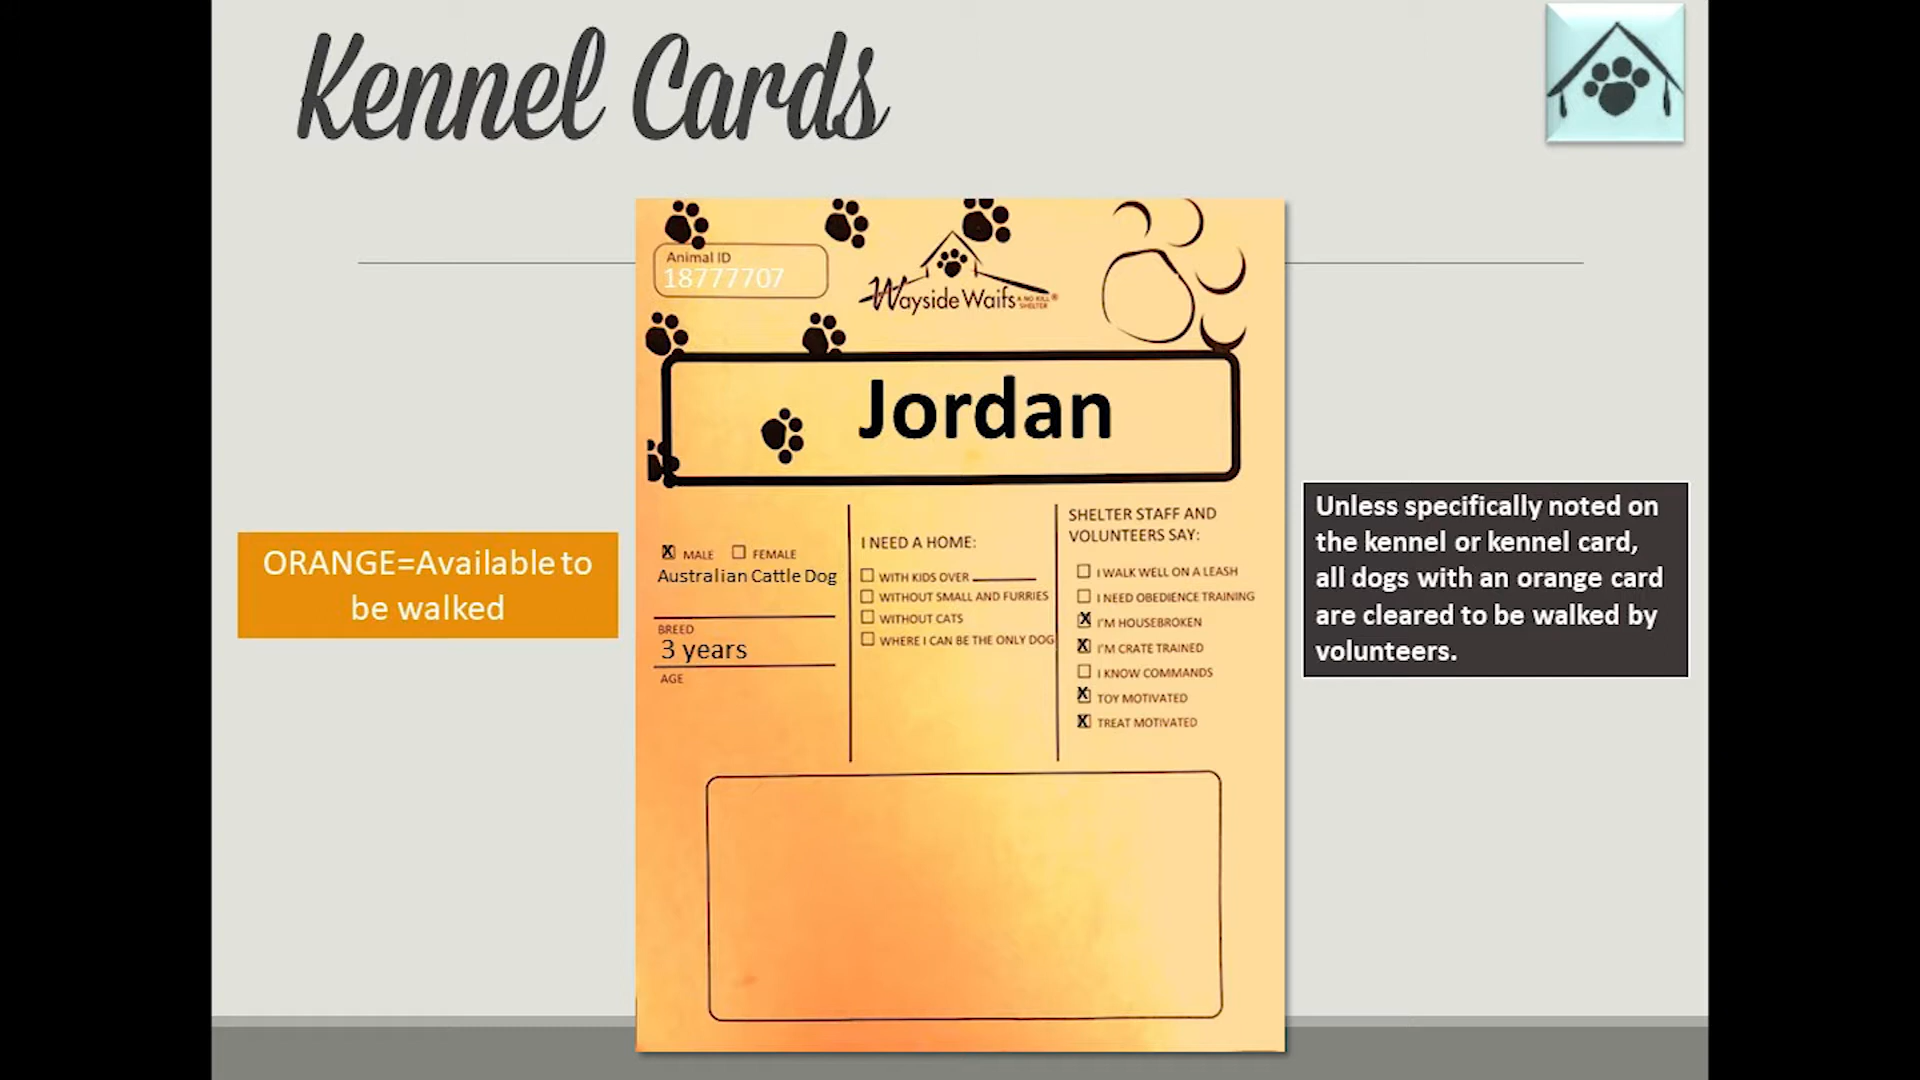 Kennel Cards
Animal ID
18777707
Wayside Waifs A NO KILL SHELTER®
Jordan
ORANGE=Available to
be walked
X MALE ☐ FEMALE
Australian Cattle Dog
BREED
3 years
AGE
I NEED A HOME:
☐ WITH KIDS OVER ________
☐ WITHOUT SMALL AND FURRIES
☐ WITHOUT CATS
☐ WHERE I CAN BE THE ONLY DOG
SHELTER STAFF AND
VOLUNTEERS SAY:
☐ I WALK WELL ON A LEASH
☐ I NEED OBEDIENCE TRAINING
X I'M HOUSEBROKEN
X I'M CRATE TRAINED
☐ I KNOW COMMANDS
X TOY MOTIVATED
X TREAT MOTIVATED
Unless specifically noted on
the kennel or kennel card,
all dogs with an orange card
are cleared to be walked by
volunteers.